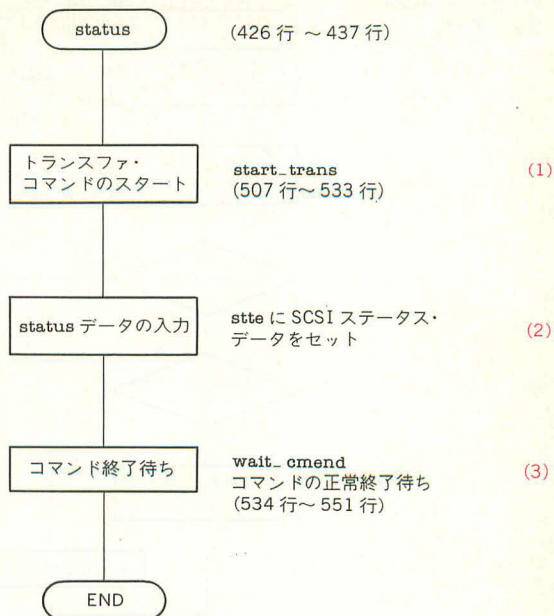 status
(426 行 ~ 437 行)
トランスファ・
コマンドのスタート
start_trans
(507 行~ 533 行)
(1)
status データの入力
stte に SCSI ステータス・
データをセット
(2)
コマンド終了待ち
wait_ cmend
コマンドの正常終了待ち
(534 行~ 551 行)
(3)
END